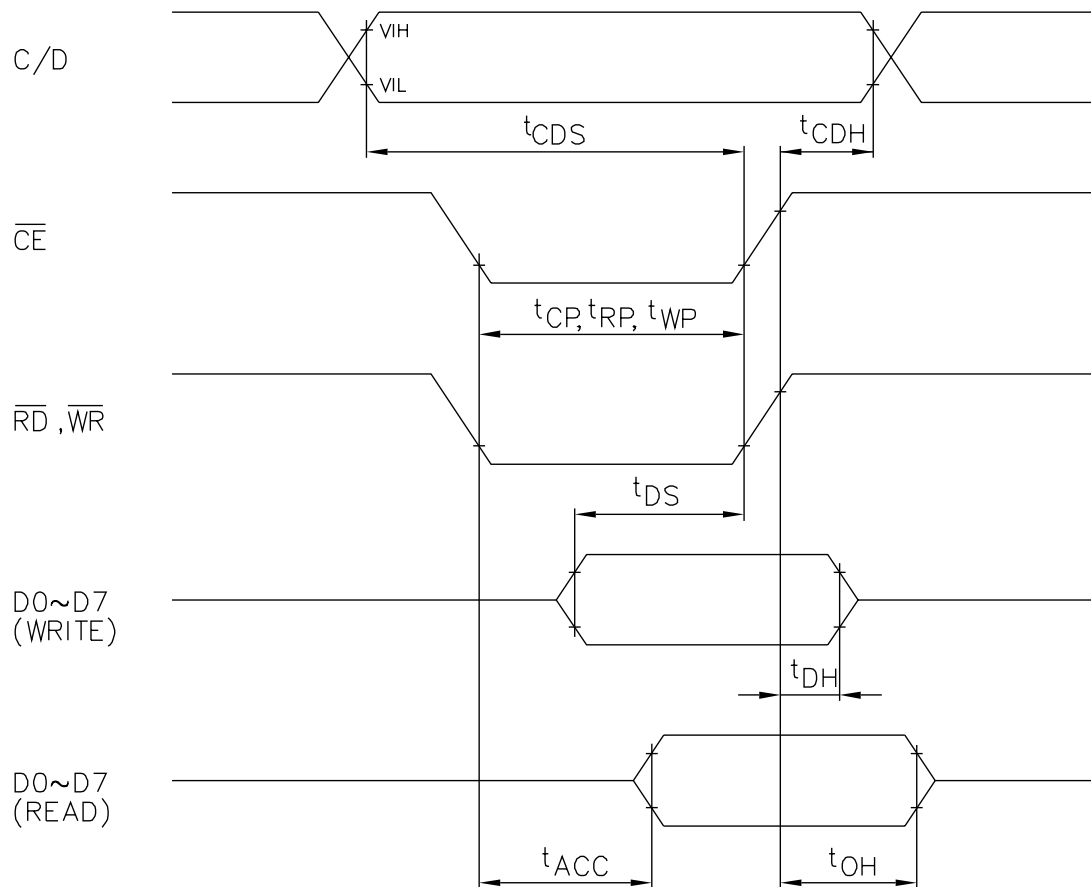 C/D
VIH
VIL
tCDS
tCDH
CE
tCP, tRP, tWP
RD ,WR
tDS
D0~D7
(WRITE)
tDH
D0~D7
(READ)
tACC
tOH